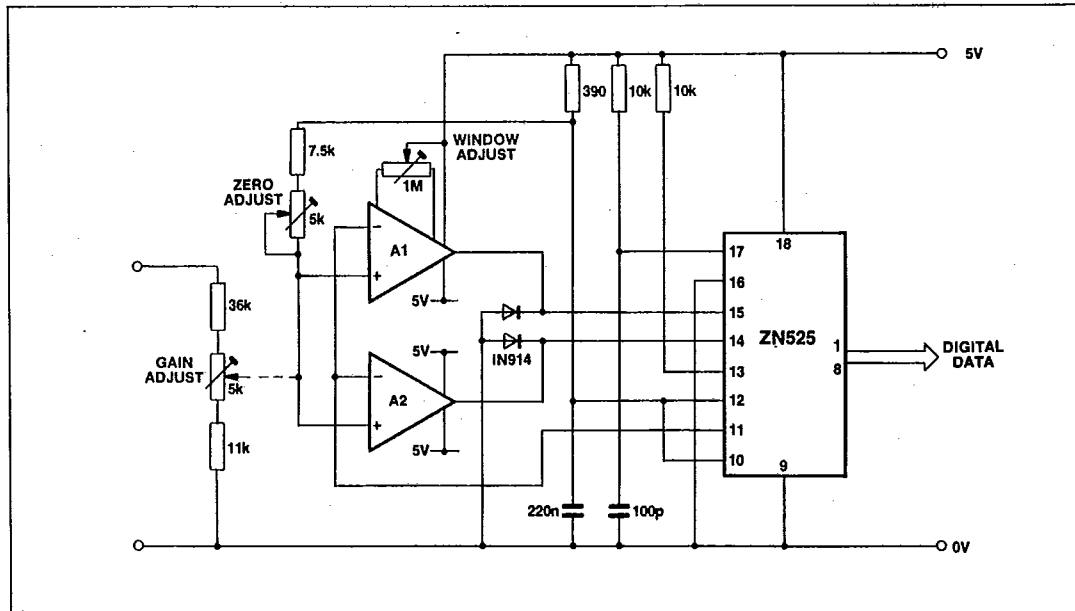 5V
390
10k
10k
7.5k
WINDOW
ADJUST
1M
ZERO
ADJUST
5k
A1
5V
36k
GAIN
ADJUST
5k
11k
5V
A2
5V
IN914
18
17
16
15
14
13
12
11
10
9
ZN525
1
8
DIGITAL
DATA
220n
100p
0V